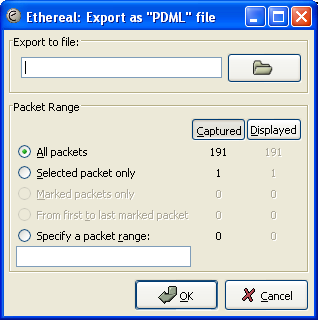 Ethereal: Export as "PDML" file
Export to file:
Packet Range
Captured Displayed
All packets 191 191
Selected packet only 1 1
Marked packets only 0 0
From first to last marked packet 0 0
Specify a packet range: 0 0
OK Cancel